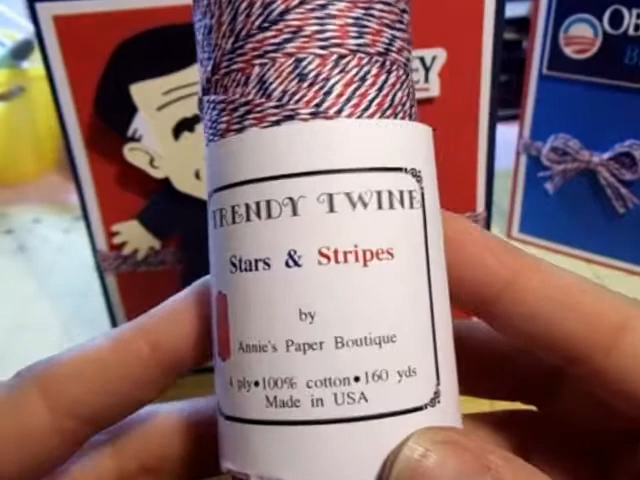 TRENDY TWINE
Stars & Stripes
by
Annie's Paper Boutique
4 ply•100% cotton•160 yds
Made in USA